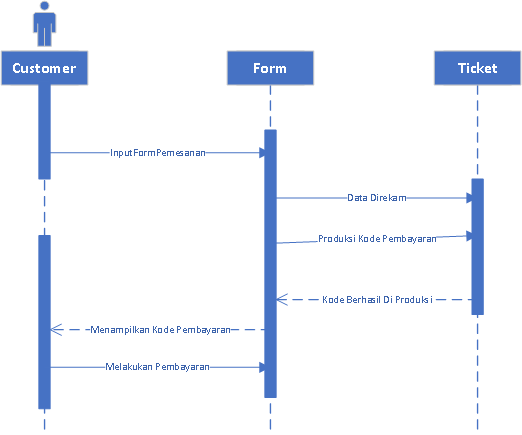 Customer
Form
Ticket
InputFormPemesanan
Data Direkam
Produksi Kode Pembayaran
Kode Berhasil Di Produksi
Menampilkan Kode Pembayaran
Melakukan Pembayaran